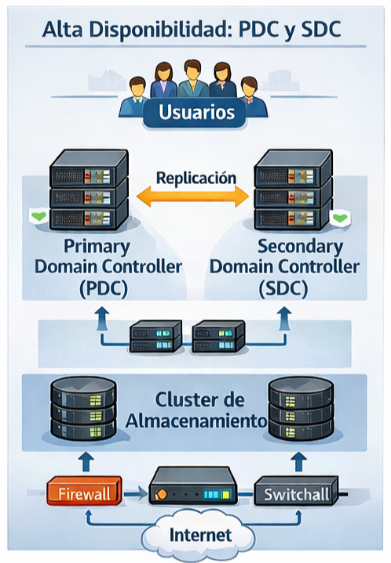 Alta Disponibilidad: PDC y SDC
Usuarios
Replicación
Primary
Domain Controller
(PDC)
Secondary
Domain Controller
(SDC)
Cluster de
Almacenamiento
Firewall
Switchall
Internet